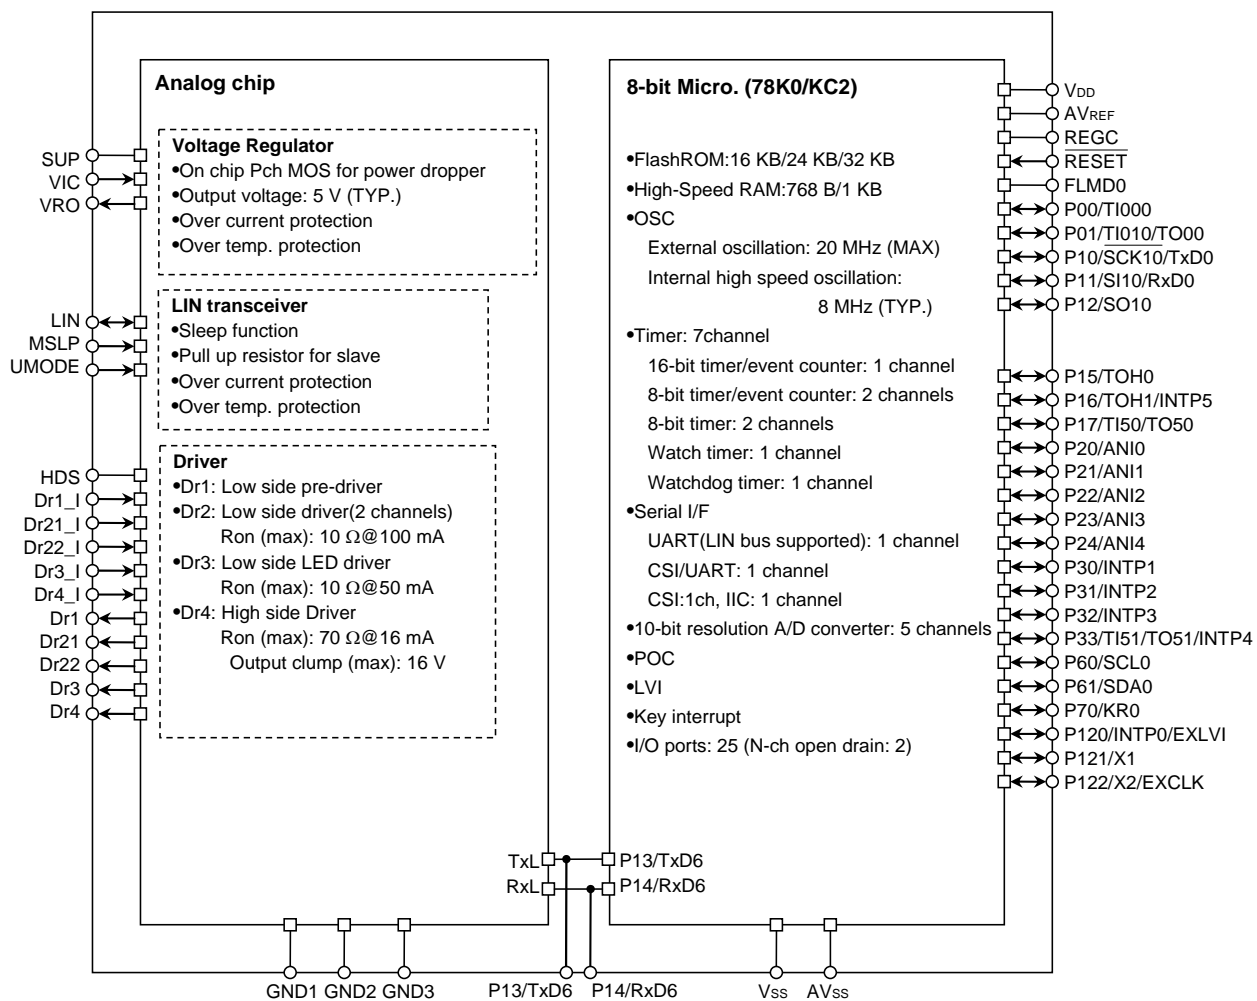 Analog chip
SUP
VIC
VRO
Voltage Regulator
•On chip Pch MOS for power dropper
•Output voltage: 5 V (TYP.)
•Over current protection
•Over temp. protection
LIN
MSLP
UMODE
LIN transceiver
•Sleep function
•Pull up resistor for slave
•Over current protection
•Over temp. protection
HDS
Dr1_I
Dr21_I
Dr22_I
Dr3_I
Dr4_I
Dr1
Dr21
Dr22
Dr3
Dr4
Driver
•Dr1: Low side pre-driver
•Dr2: Low side driver(2 channels)
Ron (max): 10 Ω@100 mA
•Dr3: Low side LED driver
Ron (max): 10 Ω@50 mA
•Dr4: High side Driver
Ron (max): 70 Ω@16 mA
Output clump (max): 16 V
8-bit Micro. (78K0/KC2)
•FlashROM:16 KB/24 KB/32 KB
•High-Speed RAM:768 B/1 KB
•OSC
External oscillation: 20 MHz (MAX)
Internal high speed oscillation:
8 MHz (TYP.)
•Timer: 7channel
16-bit timer/event counter: 1 channel
8-bit timer/event counter: 2 channels
8-bit timer: 2 channels
Watch timer: 1 channel
Watchdog timer: 1 channel
•Serial I/F
UART(LIN bus supported): 1 channel
CSI/UART: 1 channel
CSI:1ch, IIC: 1 channel
•10-bit resolution A/D converter: 5 channels
•POC
•LVI
•Key interrupt
•I/O ports: 25 (N-ch open drain: 2)
VDD
AVREF
REGC
RESET
FLMD0
P00/TI000
P01/TI010/TO00
P10/SCK10/TxD0
P11/SI10/RxD0
P12/SO10
P15/TOH0
P16/TOH1/INTP5
P17/TI50/TO50
P20/ANI0
P21/ANI1
P22/ANI2
P23/ANI3
P24/ANI4
P30/INTP1
P31/INTP2
P32/INTP3
P33/TI51/TO51/INTP4
P60/SCL0
P61/SDA0
P70/KR0
P120/INTP0/EXLVI
P121/X1
P122/X2/EXCLK
TxL P13/TxD6
RxL P14/RxD6
GND1 GND2 GND3 P13/TxD6 P14/RxD6 VSS AVSS